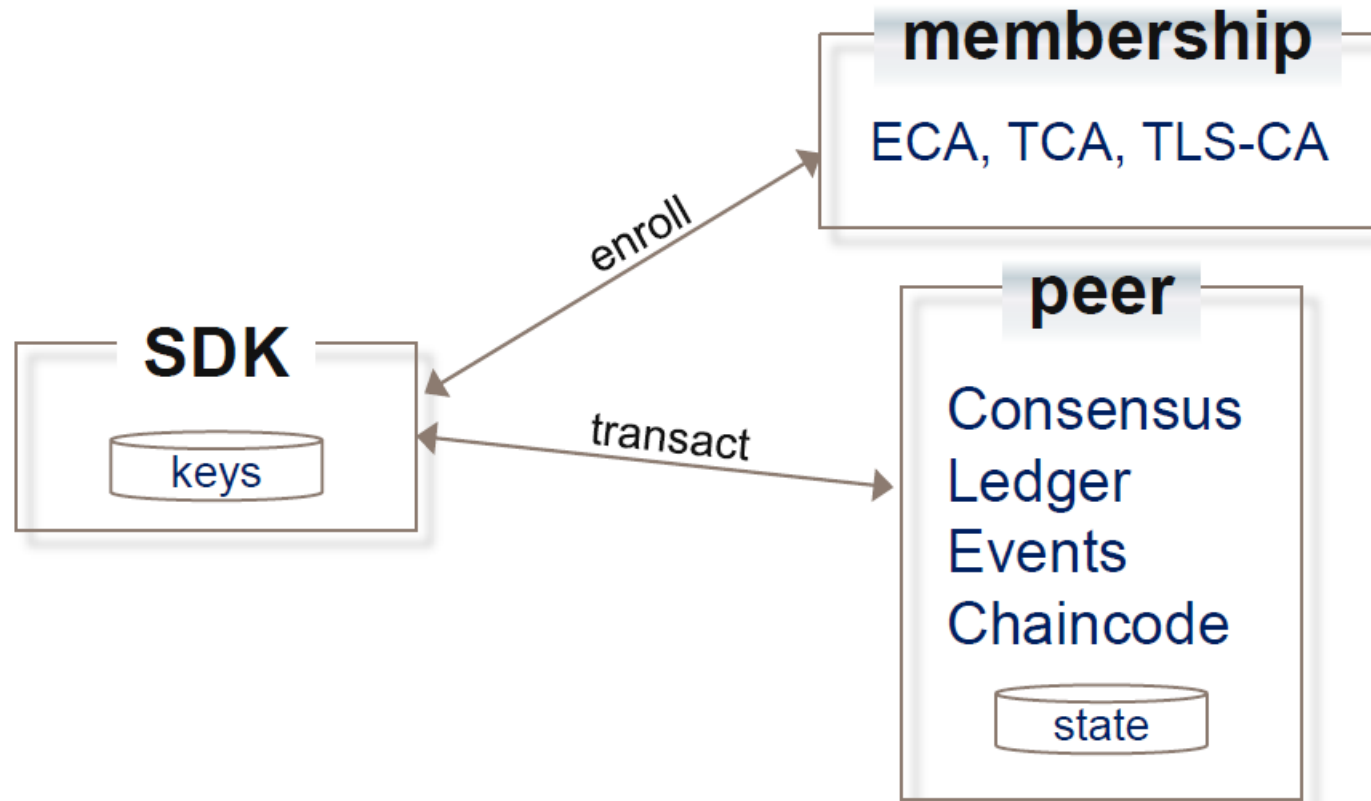 membership
ECA, TCA, TLS-CA
enroll
peer
SDK
keys
transact
Consensus
Ledger
Events
Chaincode
state